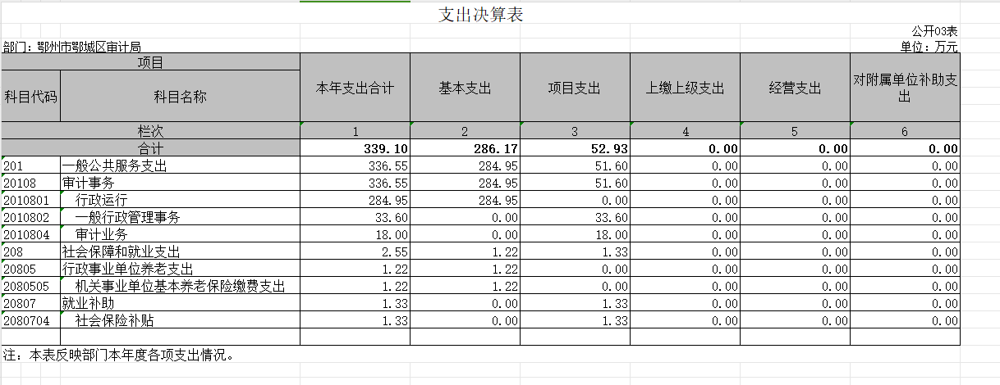 支出决算表
公开03表
部门：鄂州市鄂城区审计局 单位：万元
项目 本年支出合计 基本支出 项目支出 上缴上级支出 经营支出 对附属单位补助支出
科目代码 科目名称
栏次 1 2 3 4 5 6
合计 339.10 286.17 52.93 0.00 0.00 0.00
201 一般公共服务支出 336.55 284.95 51.60 0.00 0.00 0.00
20108 审计事务 336.55 284.95 51.60 0.00 0.00 0.00
2010801 行政运行 284.95 284.95 0.00 0.00 0.00 0.00
2010802 一般行政管理事务 33.60 0.00 33.60 0.00 0.00 0.00
2010804 审计业务 18.00 0.00 18.00 0.00 0.00 0.00
208 社会保障和就业支出 2.55 1.22 1.33 0.00 0.00 0.00
20805 行政事业单位养老支出 1.22 1.22 0.00 0.00 0.00 0.00
2080505 机关事业单位基本养老保险缴费支出 1.22 1.22 0.00 0.00 0.00 0.00
20807 就业补助 1.33 0.00 1.33 0.00 0.00 0.00
2080704 社会保险补贴 1.33 0.00 1.33 0.00 0.00 0.00
注：本表反映部门本年度各项支出情况。